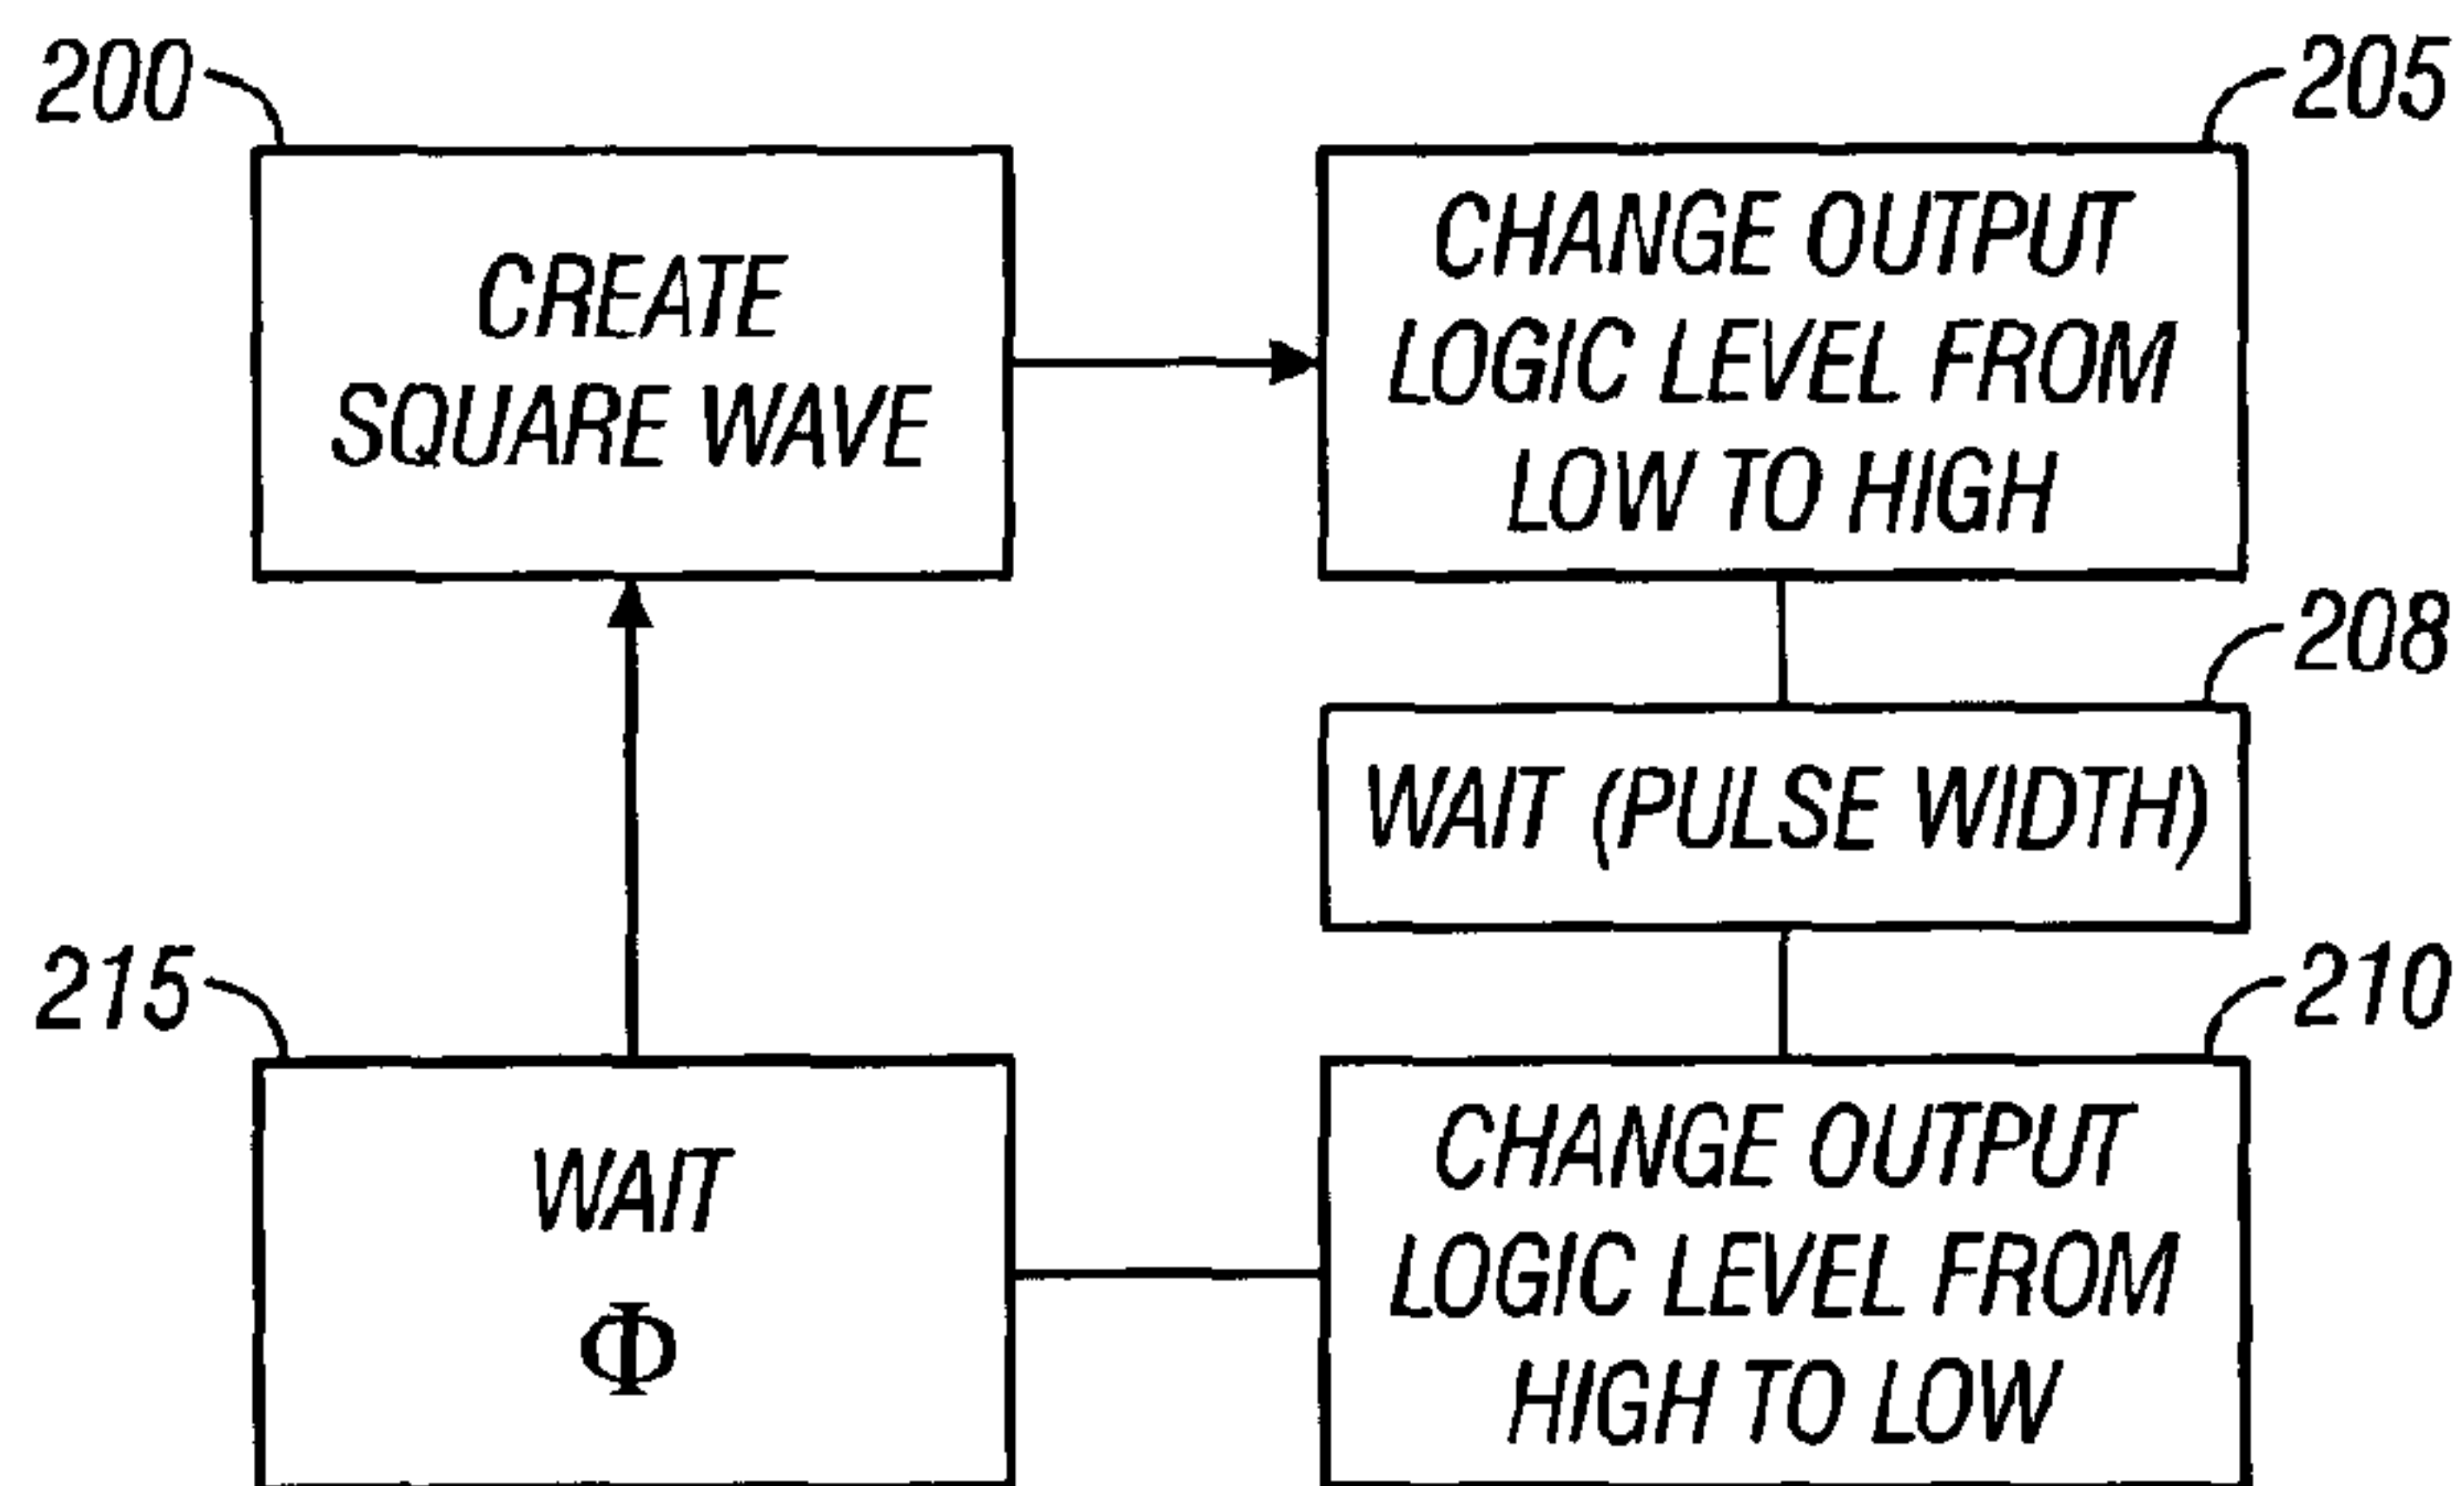 200
CREATE
SQUARE WAVE
205
CHANGE OUTPUT
LOGIC LEVEL FROM
LOW TO HIGH
208
WAIT (PULSE WIDTH)
210
CHANGE OUTPUT
LOGIC LEVEL FROM
HIGH TO LOW
215
WAIT
Φ